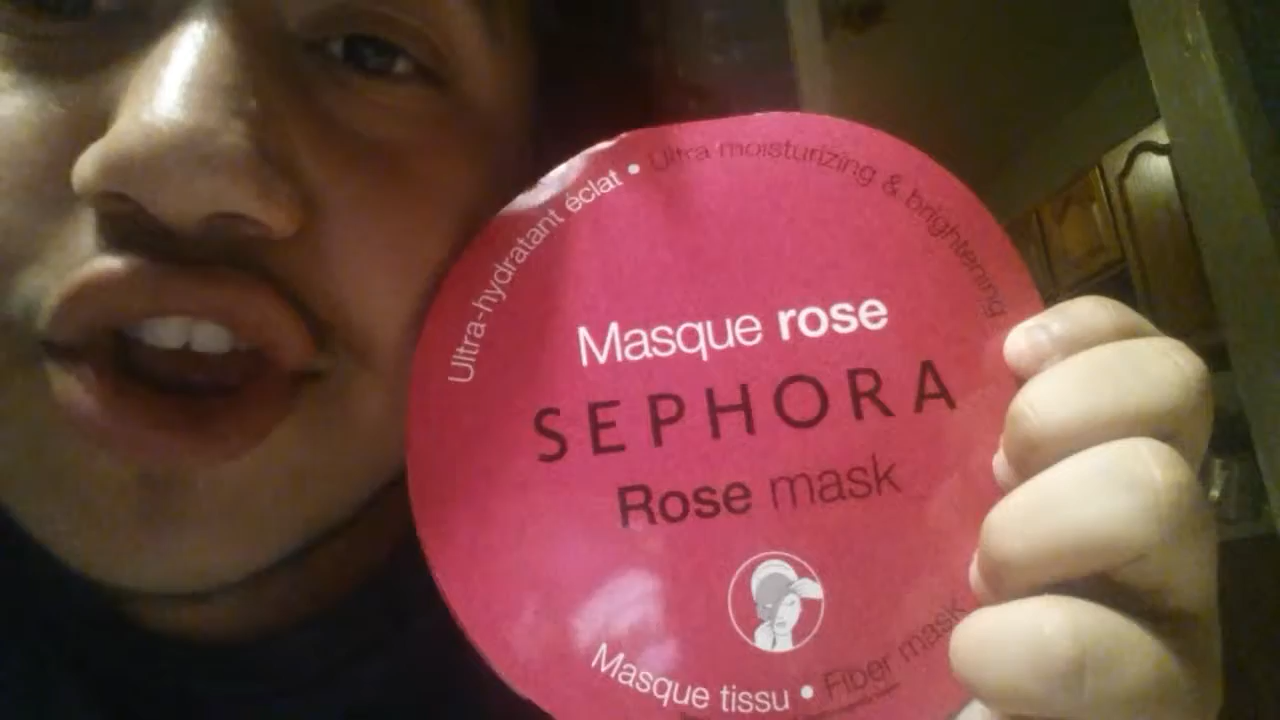 Ultra-hydratant éclat • Ultra moisturizing & brightening
Masque rose
SEPHORA
Rose mask
Masque tissu • Fiber mask